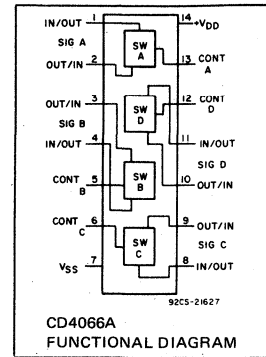 IN/OUT 1 14 +VDD
SIG A
SW A
OUT/IN 2 13 CONT A
OUT/IN 3 12 CONT D
SW D
SIG B
IN/OUT 4 11 IN/OUT
SIG D
CONT B 5 10 OUT/IN
SW B
CONT C 6 9 OUT/IN
SW C
SIG C
VSS 7 8 IN/OUT
92CS-21627
CD4066A
FUNCTIONAL DIAGRAM